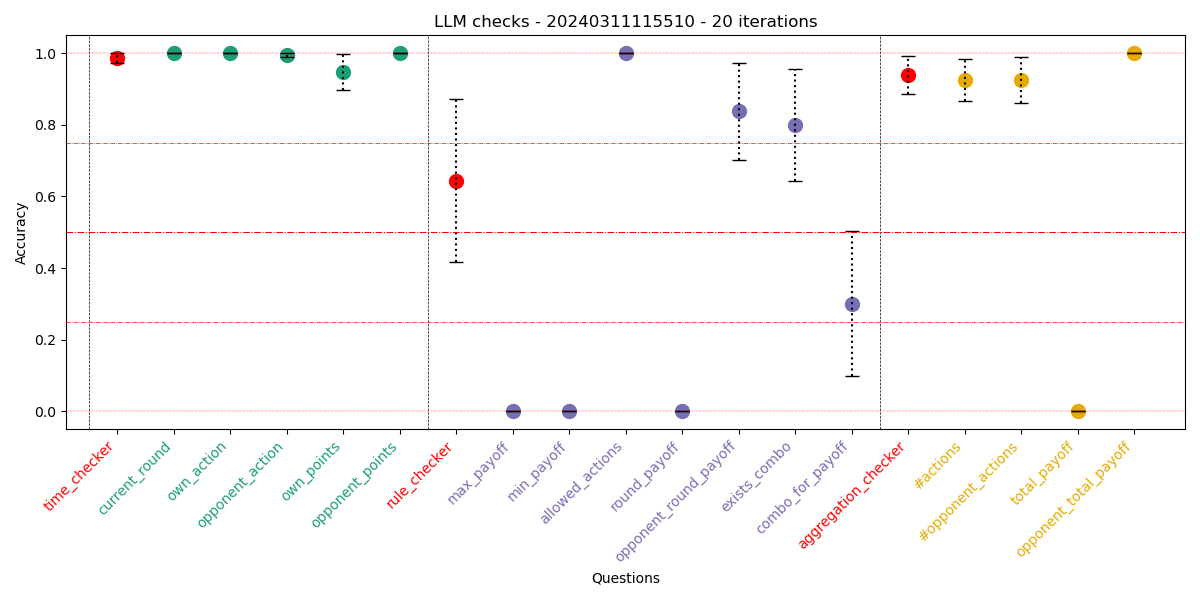 LLM checks - 20240311115510 - 20 iterations
Accuracy
1.0
0.8
0.6
0.4
0.2
0.0
time_checker
current_round
own_action
opponent_action
own_points
opponent_points
rule_checker
max_payoff
min_payoff
allowed_actions
round_payoff
opponent_round_payoff
exists_combo
combo_for_payoff
aggregation_checker
#actions
#opponent_actions
total_payoff
opponent_total_payoff
Questions